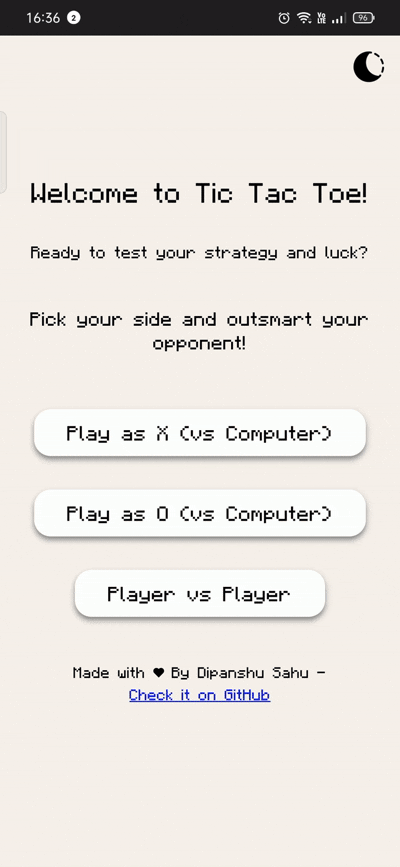 16:36 2 Vo LTE 96
Welcome to Tic Tac Toe!
Ready to test your strategy and luck?
Pick your side and outsmart your
opponent!
Play as X (vs Computer)
Play as O (vs Computer)
Player vs Player
Made with ♥ By Dipanshu Sahu -
Check it on GitHub